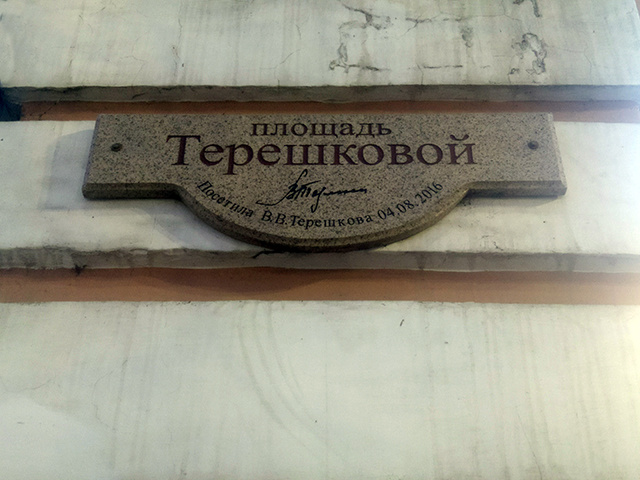 площадь
Терешковой
Посетила В.В.Терешкова 04.08.2016